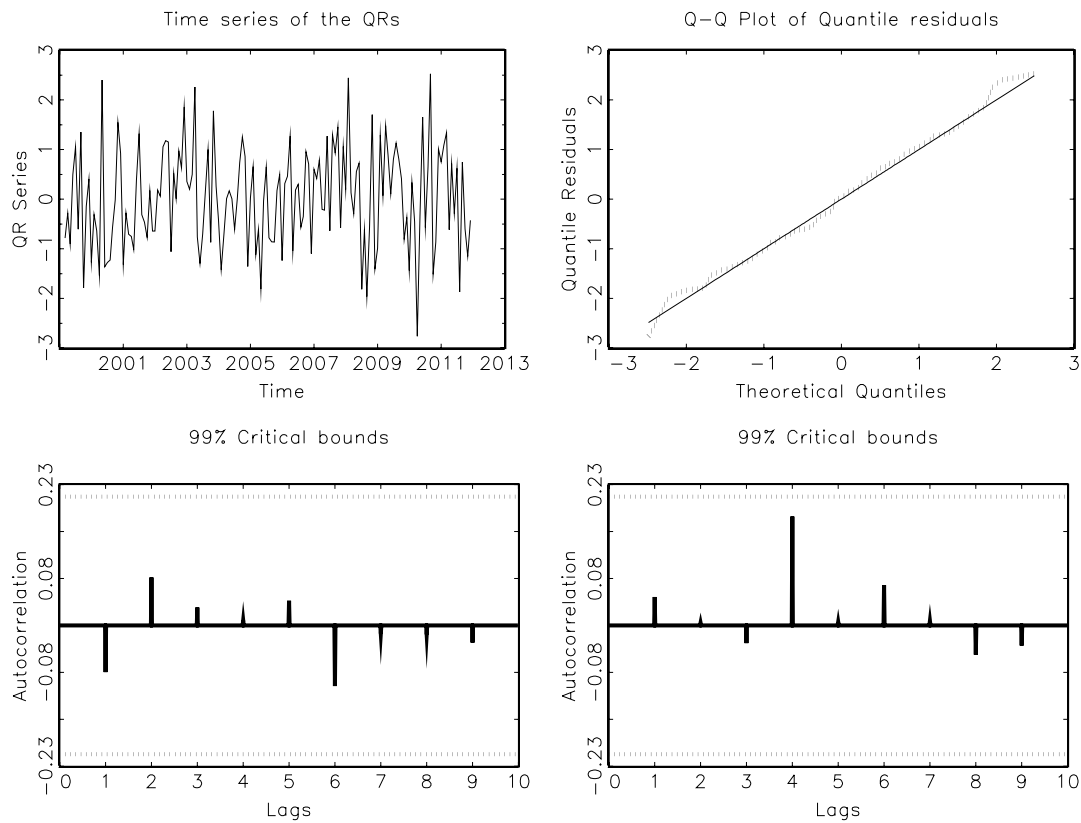 Time series of the QRs
QR Series
3
2
1
0
−1
−2
−3
2001 2003 2005 2007 2009 2011 2013
Time
Q−Q Plot of Quantile residuals
Quantile Residuals
3
2
1
0
−1
−2
−3
−3 −2 −1 0 1 2 3
Theoretical Quantiles
99% Critical bounds
Autocorrelation
0.23
0.08
−0.08
−0.23
0 1 2 3 4 5 6 7 8 9 10
Lags
99% Critical bounds
Autocorrelation
0.23
0.08
−0.08
−0.23
0 1 2 3 4 5 6 7 8 9 10
Lags